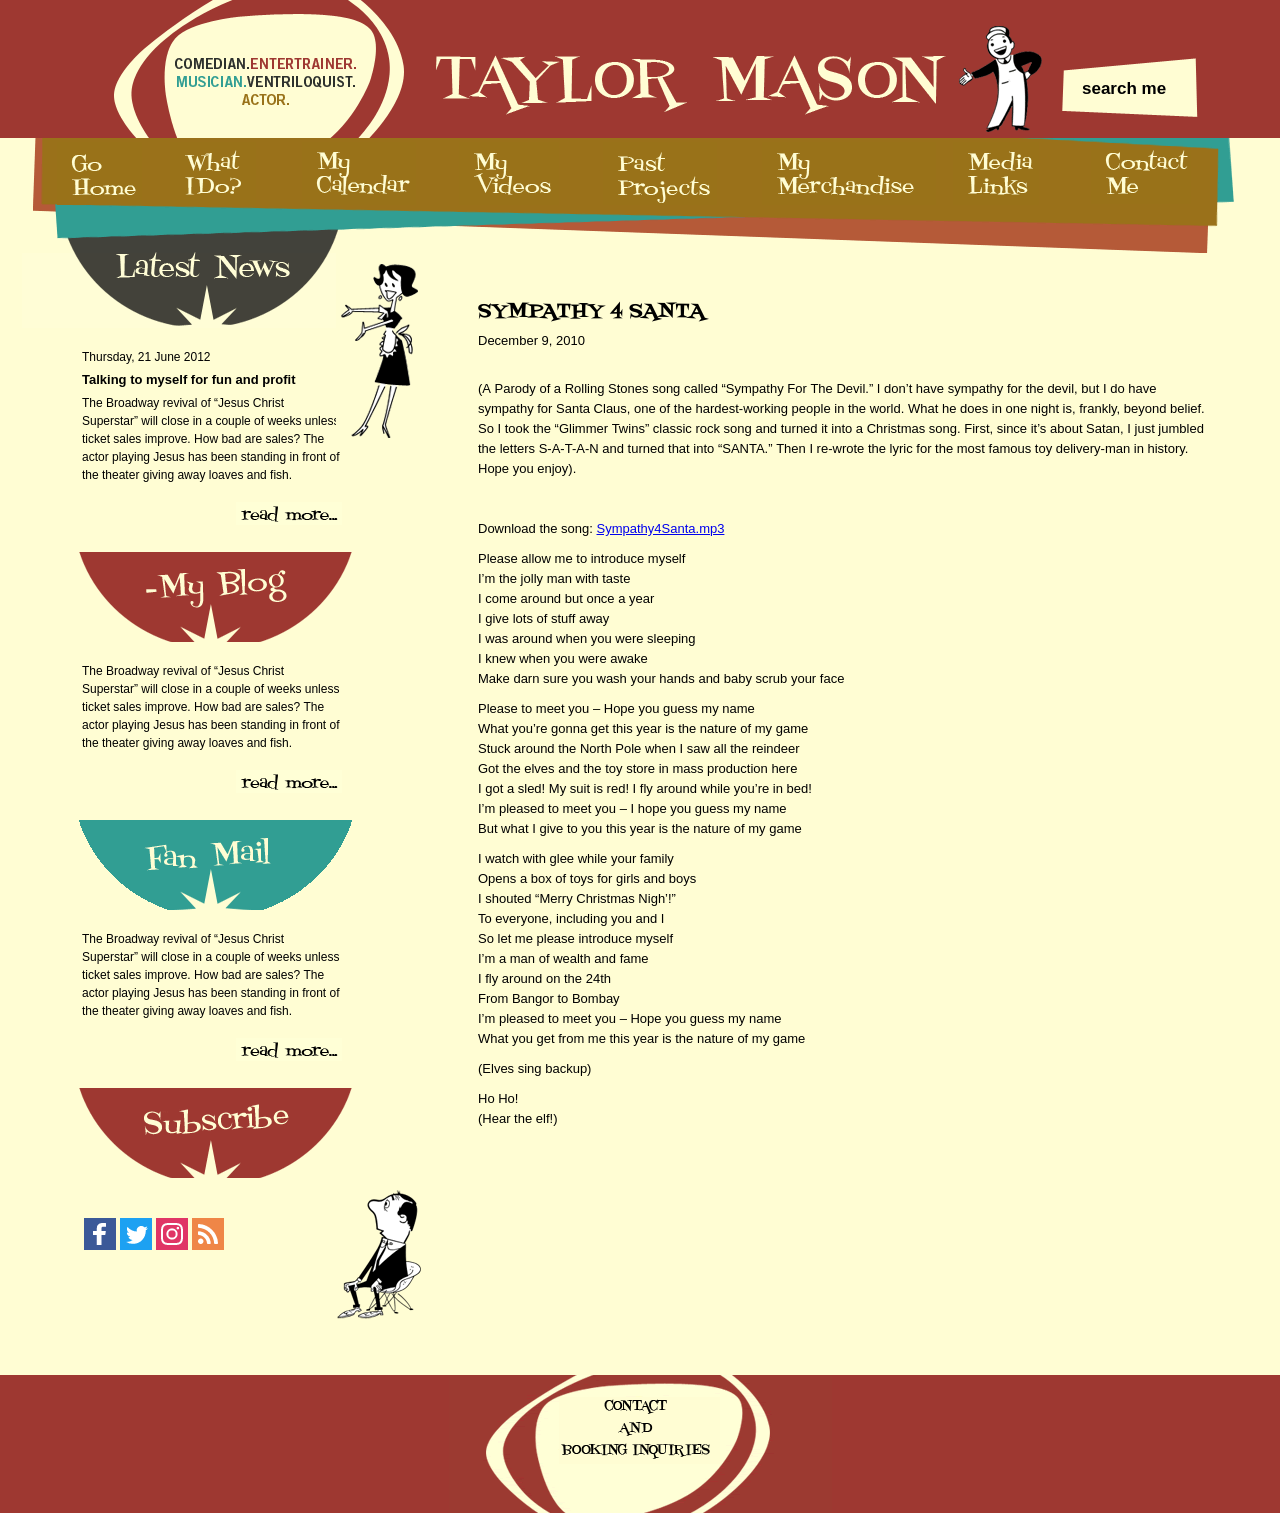 COMEDIAN.ENTERTRAINER.
MUSICIAN.VENTRILOQUIST.
ACTOR.
TAYLOR MASON
search me
Go Home
What I Do?
My Calendar
My Videos
Past Projects
My Merchandise
Media Links
Contact Me
Latest News
Thursday, 21 June 2012
Talking to myself for fun and profit
The Broadway revival of “Jesus Christ
Superstar” will close in a couple of weeks unless
ticket sales improve. How bad are sales? The
actor playing Jesus has been standing in front of
the theater giving away loaves and fish.
read more...
-My Blog
The Broadway revival of “Jesus Christ
Superstar” will close in a couple of weeks unless
ticket sales improve. How bad are sales? The
actor playing Jesus has been standing in front of
the theater giving away loaves and fish.
read more...
Fan Mail
The Broadway revival of “Jesus Christ
Superstar” will close in a couple of weeks unless
ticket sales improve. How bad are sales? The
actor playing Jesus has been standing in front of
the theater giving away loaves and fish.
read more...
Subscribe
SYMPATHY 4 SANTA
December 9, 2010
(A Parody of a Rolling Stones song called “Sympathy For The Devil.” I don’t have sympathy for the devil, but I do have
sympathy for Santa Claus, one of the hardest-working people in the world. What he does in one night is, frankly, beyond belief.
So I took the “Glimmer Twins” classic rock song and turned it into a Christmas song. First, since it’s about Satan, I just jumbled
the letters S-A-T-A-N and turned that into “SANTA.” Then I re-wrote the lyric for the most famous toy delivery-man in history.
Hope you enjoy).
Download the song: Sympathy4Santa.mp3
Please allow me to introduce myself
I’m the jolly man with taste
I come around but once a year
I give lots of stuff away
I was around when you were sleeping
I knew when you were awake
Make darn sure you wash your hands and baby scrub your face
Please to meet you – Hope you guess my name
What you’re gonna get this year is the nature of my game
Stuck around the North Pole when I saw all the reindeer
Got the elves and the toy store in mass production here
I got a sled! My suit is red! I fly around while you’re in bed!
I’m pleased to meet you – I hope you guess my name
But what I give to you this year is the nature of my game
I watch with glee while your family
Opens a box of toys for girls and boys
I shouted “Merry Christmas Nigh’!”
To everyone, including you and I
So let me please introduce myself
I’m a man of wealth and fame
I fly around on the 24th
From Bangor to Bombay
I’m pleased to meet you – Hope you guess my name
What you get from me this year is the nature of my game
(Elves sing backup)
Ho Ho!
(Hear the elf!)
CONTACT
AND
BOOKING INQUIRIES